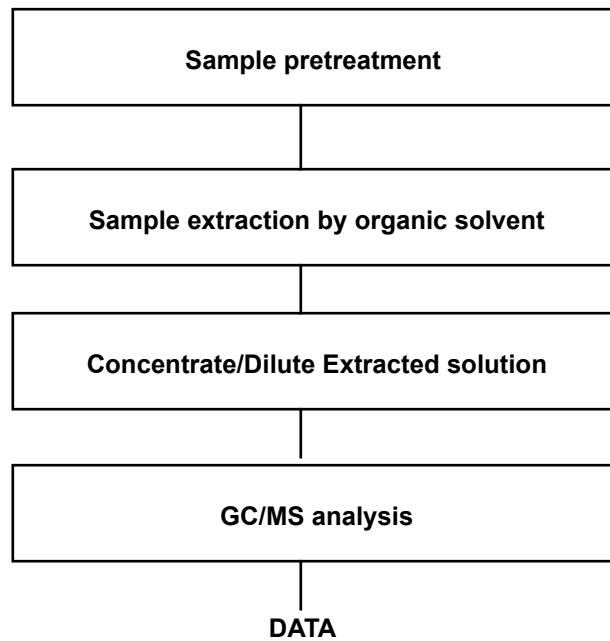 Sample pretreatment
Sample extraction by organic solvent
Concentrate/Dilute Extracted solution
GC/MS analysis
DATA